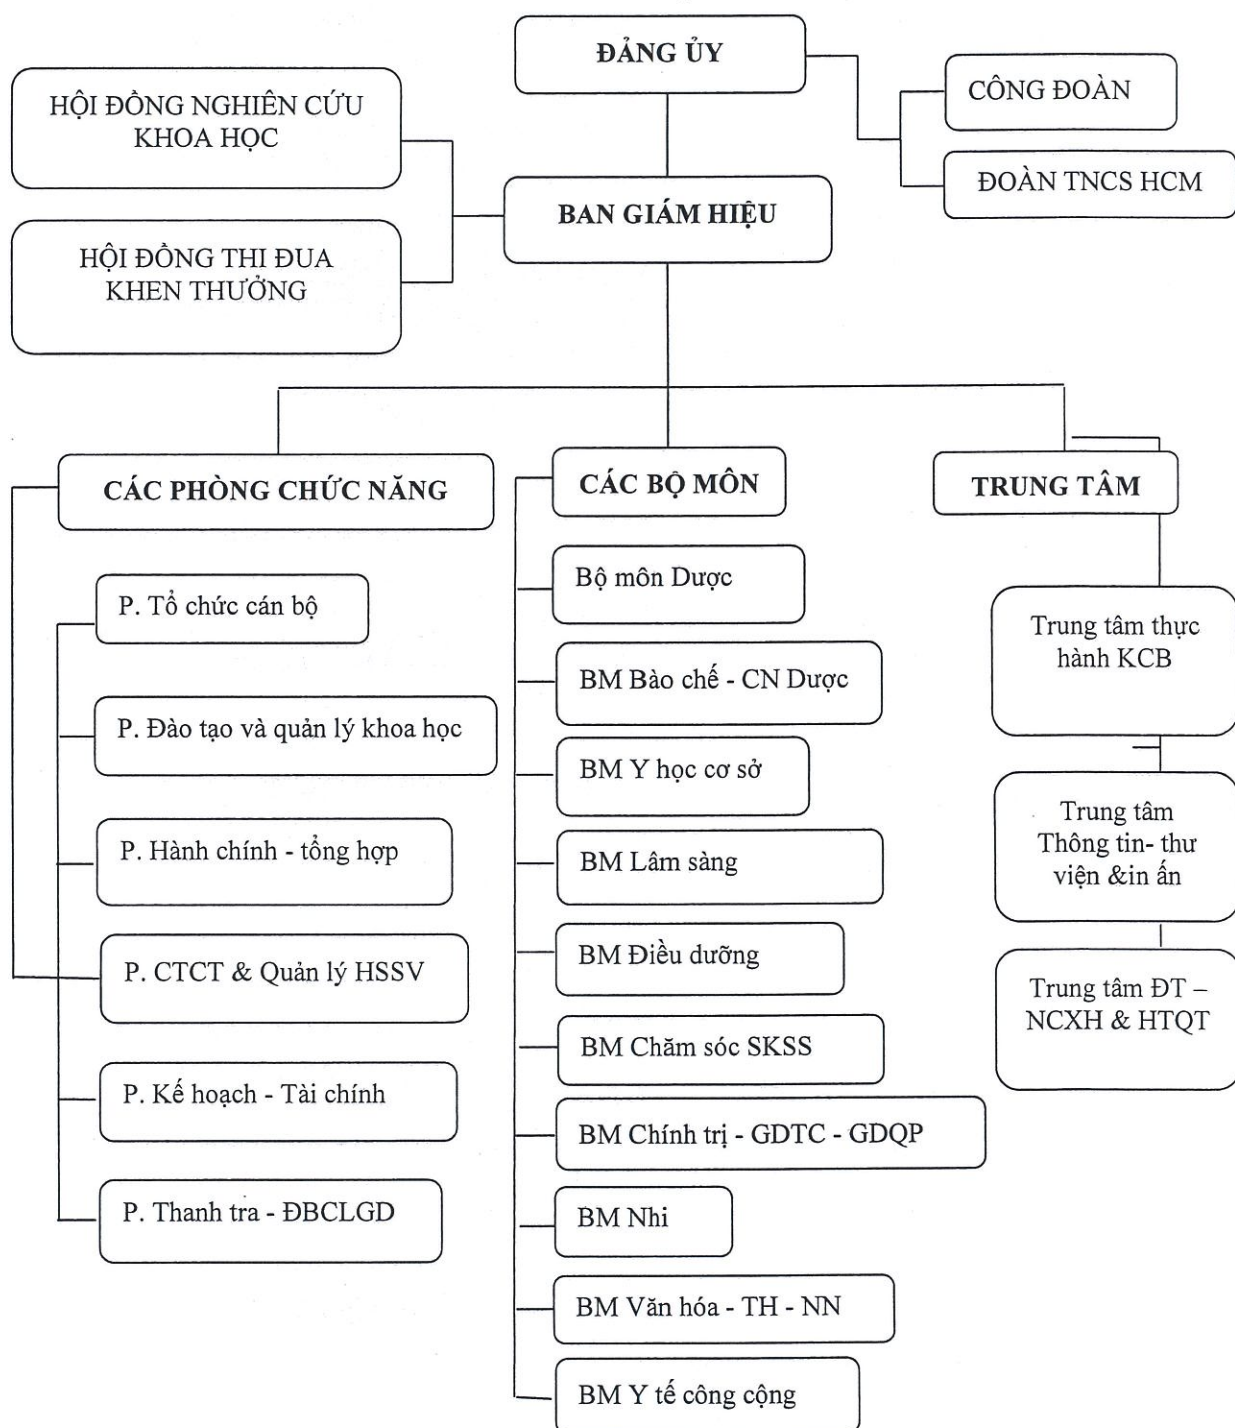 ĐẢNG ỦY
CÔNG ĐOÀN
HỘI ĐỒNG NGHIÊN CỨU
KHOA HỌC
ĐOÀN TNCS HCM
BAN GIÁM HIỆU
HỘI ĐỒNG THI ĐUA
KHEN THƯỞNG
CÁC PHÒNG CHỨC NĂNG
P. Tổ chức cán bộ
P. Đào tạo và quản lý khoa học
P. Hành chính - tổng hợp
P. CTCT & Quản lý HSSV
P. Kế hoạch - Tài chính
P. Thanh tra - ĐBCLGD
CÁC BỘ MÔN
Bộ môn Dược
BM Bào chế - CN Dược
BM Y học cơ sở
BM Lâm sàng
BM Điều dưỡng
BM Chăm sóc SKSS
BM Chính trị - GDTC - GDQP
BM Nhi
BM Văn hóa - TH - NN
BM Y tế công cộng
TRUNG TÂM
Trung tâm thực
hành KCB
Trung tâm
Thông tin- thư
viện &in ấn
Trung tâm ĐT –
NCXH & HTQT